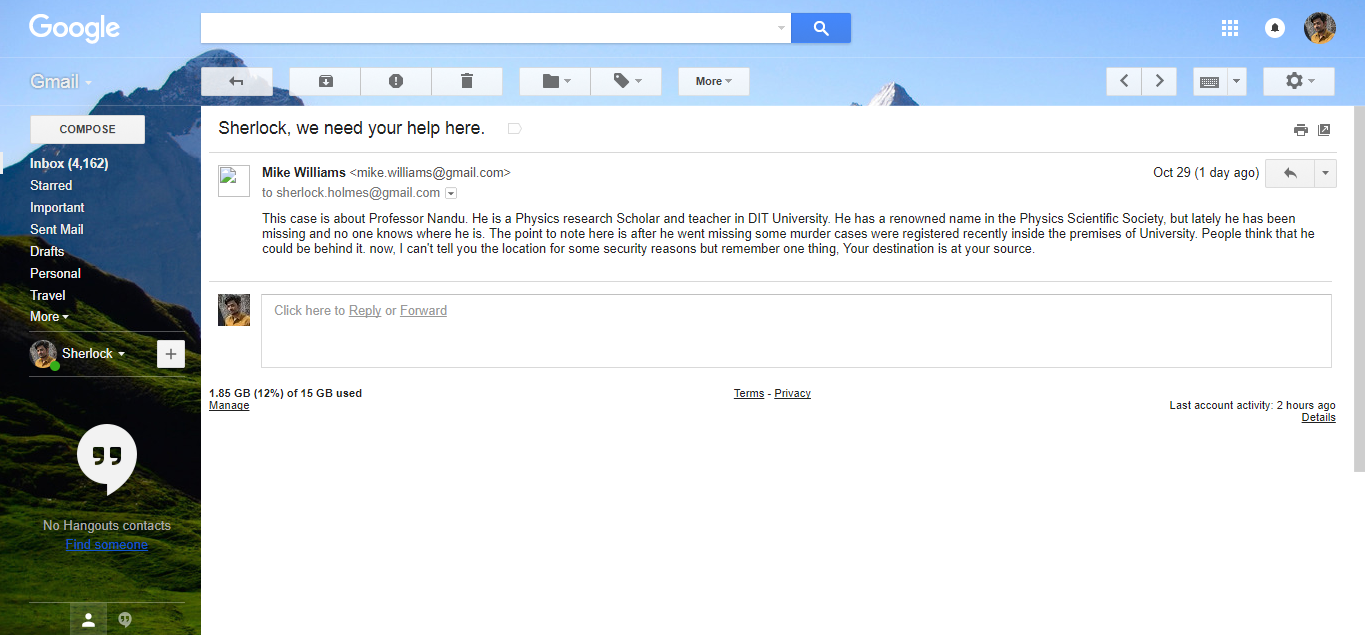 Google
Gmail
More
COMPOSE
Inbox (4,162)
Starred
Important
Sent Mail
Drafts
Personal
Travel
More
Sherlock
No Hangouts contacts
Find someone
Sherlock, we need your help here.
Mike Williams <mike.williams@gmail.com>
Oct 29 (1 day ago)
to sherlock.holmes@gmail.com
This case is about Professor Nandu. He is a Physics research Scholar and teacher in DIT University. He has a renowned name in the Physics Scientific Society, but lately he has been
missing and no one knows where he is. The point to note here is after he went missing some murder cases were registered recently inside the premises of University. People think that he
could be behind it. now, I can't tell you the location for some security reasons but remember one thing, Your destination is at your source.
Click here to Reply or Forward
1.85 GB (12%) of 15 GB used
Manage
Terms - Privacy
Last account activity: 2 hours ago
Details